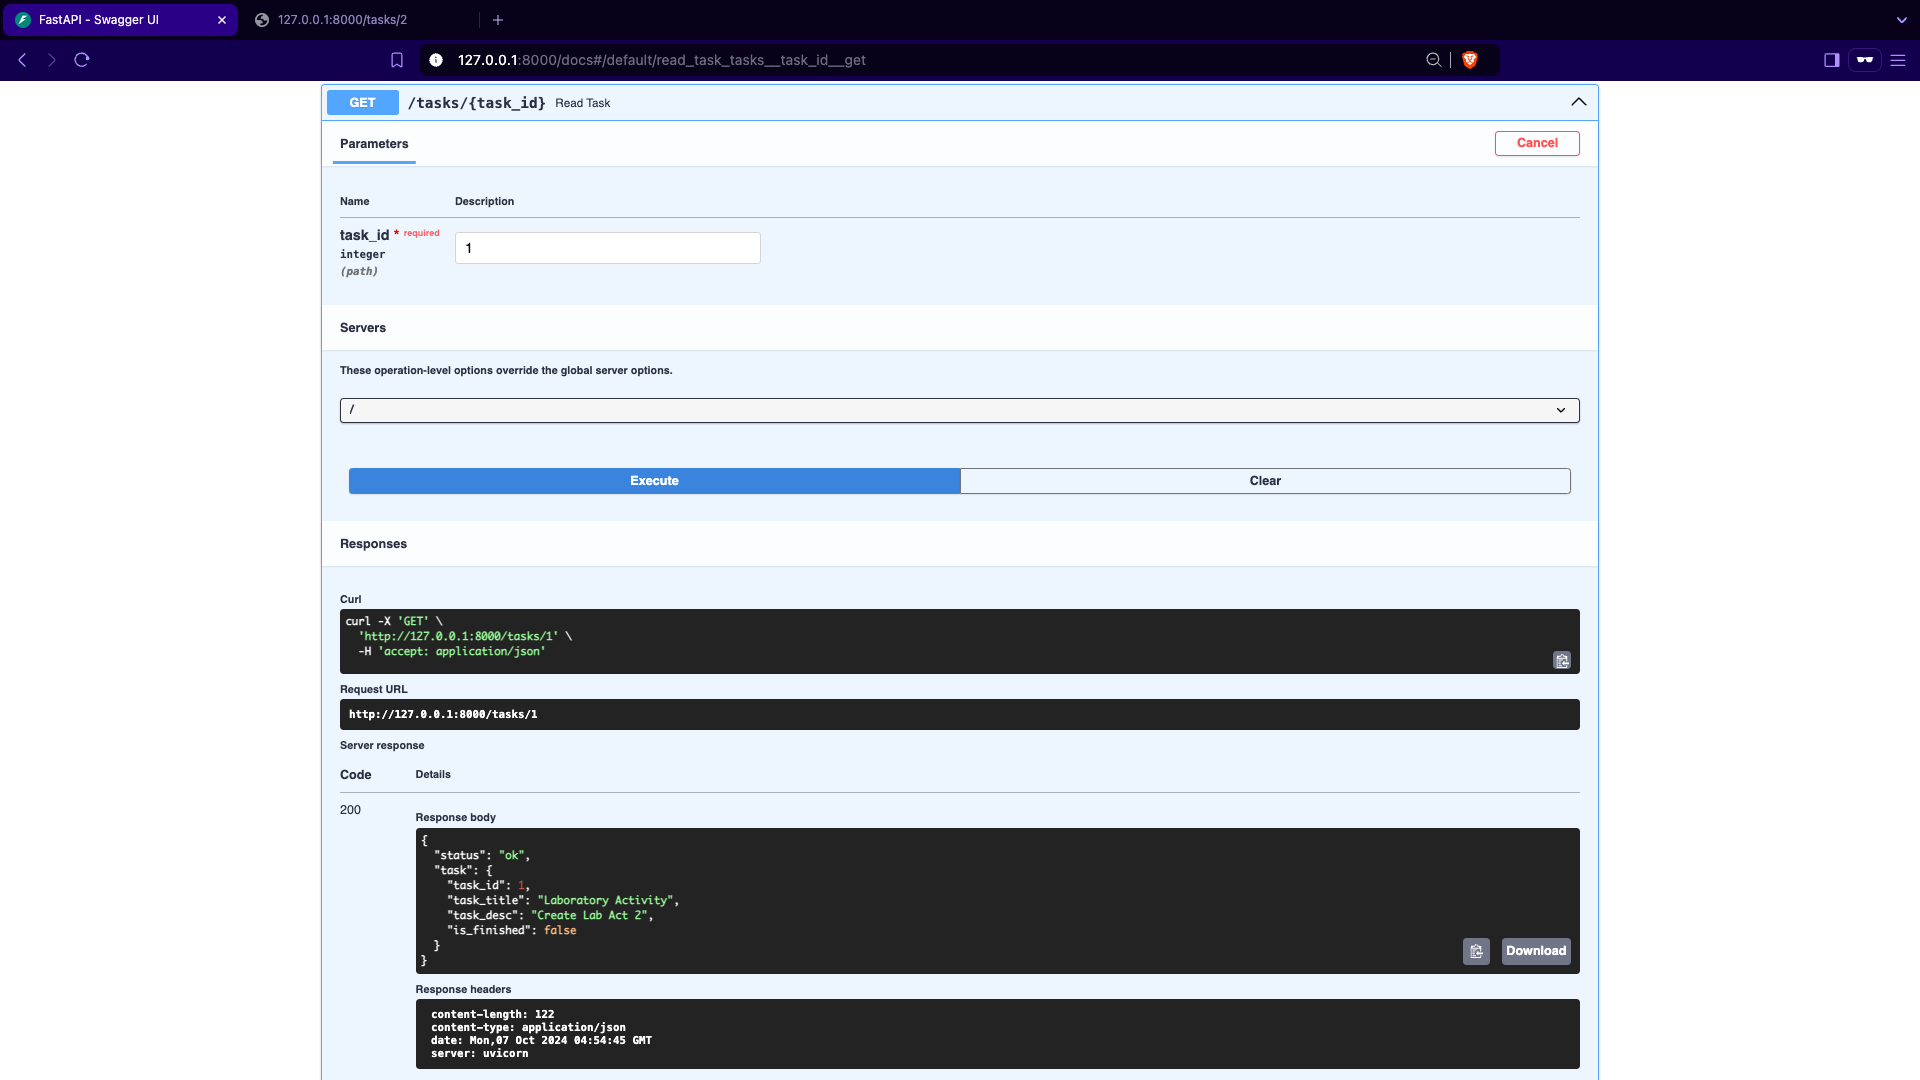 FastAPI - Swagger UI
127.0.0.1:8000/tasks/2
127.0.0.1:8000/docs#/default/read_task_tasks__task_id__get
GET /tasks/{task_id} Read Task
Parameters
Cancel
Name Description
task_id * required
integer
(path)
1
Servers
These operation-level options override the global server options.
/
Execute
Clear
Responses
Curl
curl -X 'GET' \
'http://127.0.0.1:8000/tasks/1' \
-H 'accept: application/json'
Request URL
http://127.0.0.1:8000/tasks/1
Server response
Code Details
200
Response body
{
"status": "ok",
"task": {
"task_id": 1,
"task_title": "Laboratory Activity",
"task_desc": "Create Lab Act 2",
"is_finished": false
}
}
Download
Response headers
content-length: 122
content-type: application/json
date: Mon,07 Oct 2024 04:54:45 GMT
server: uvicorn